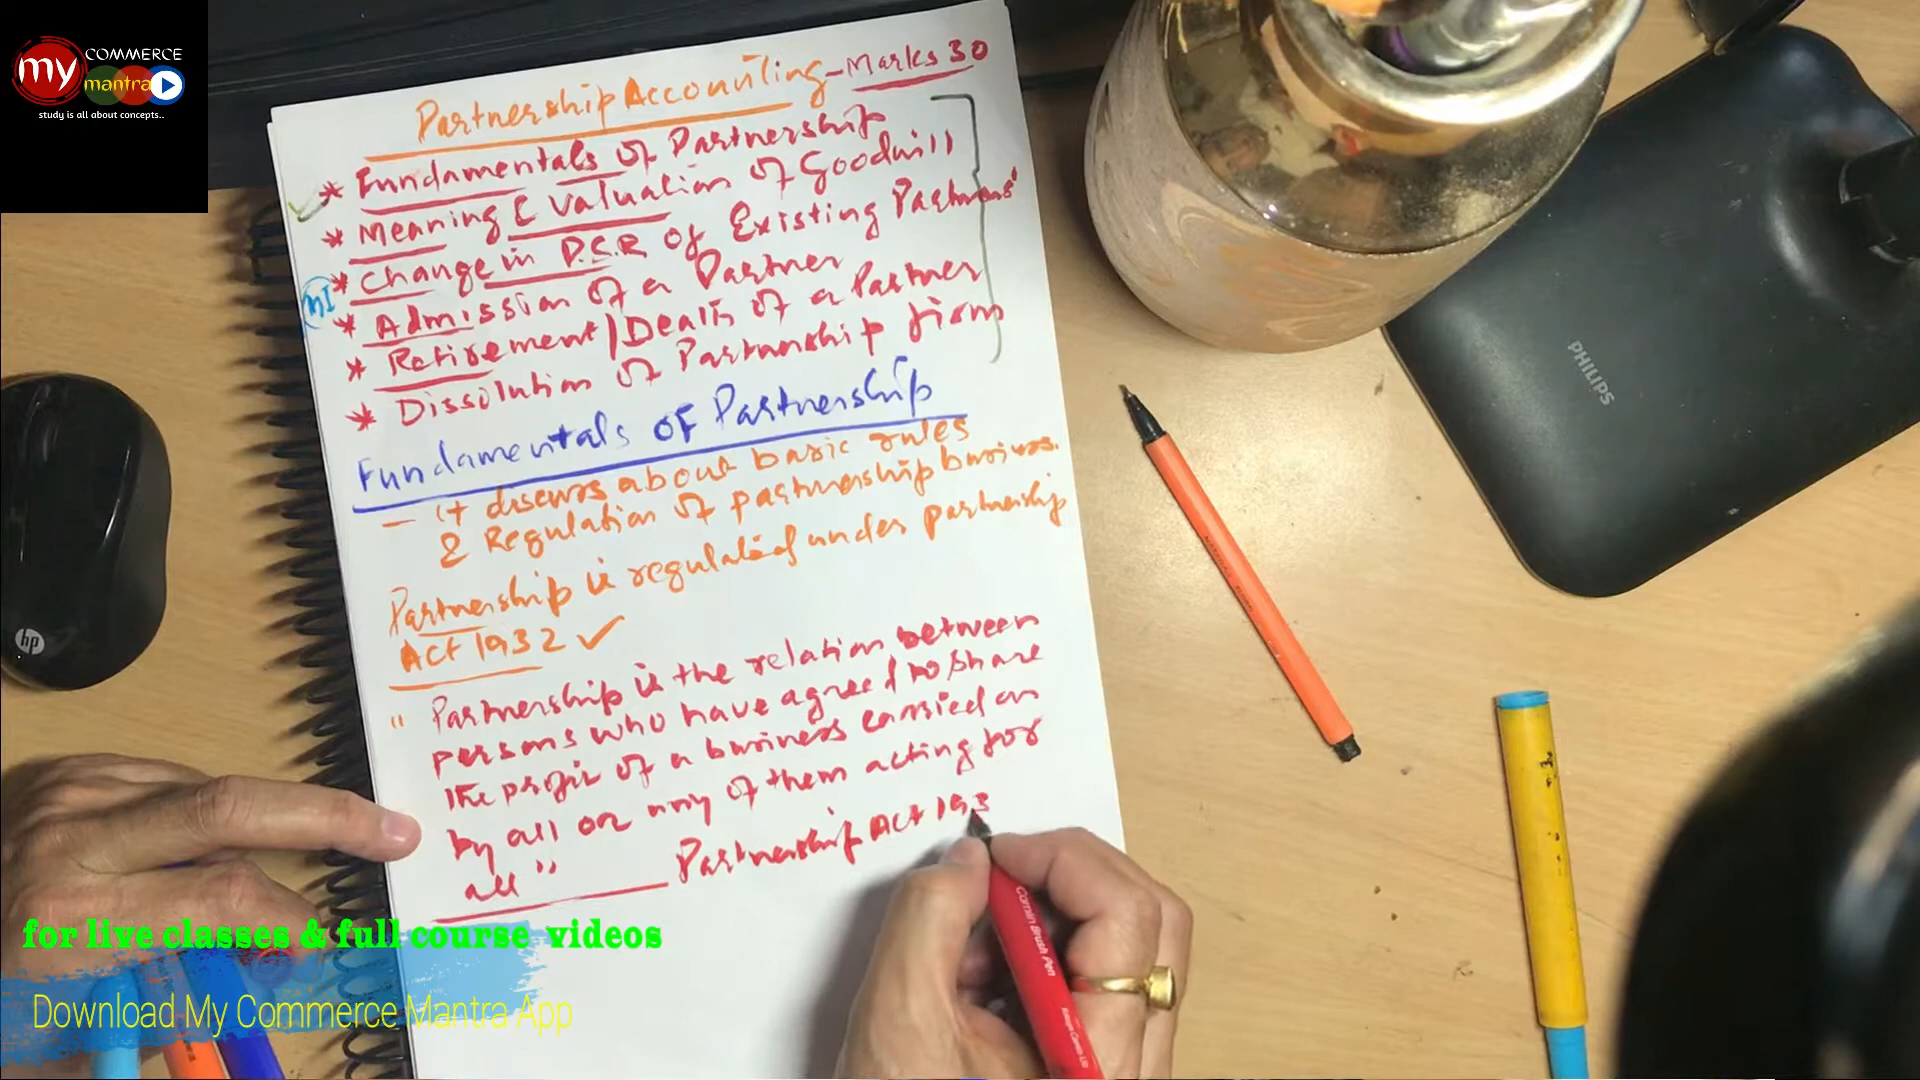 my COMMERCE
mantra
study is all about concepts..
Partnership Accounting - Marks 30
* Fundamentals of Partnership
* Meaning & Valuation of Goodwill
* Change in P.S.R of Existing Partners'
* Admission of a Partner
* Retirement / Death of a Partner
* Dissolution of Partnership firm
Fundamentals OF Partnership
- it discuss about basic rules
& Regulation of partnership business.
Partnership is regulated under partnership
Act 1932 ✓
" Partnership is the relation between
persons who have agreed to share
the profit of a business carried on
by all or any of them acting for
all "
Partnership Act 193
for live classes & full course videos
Download My Commerce Mantra App
hp
PHILIPS
Camlin Brush Pen